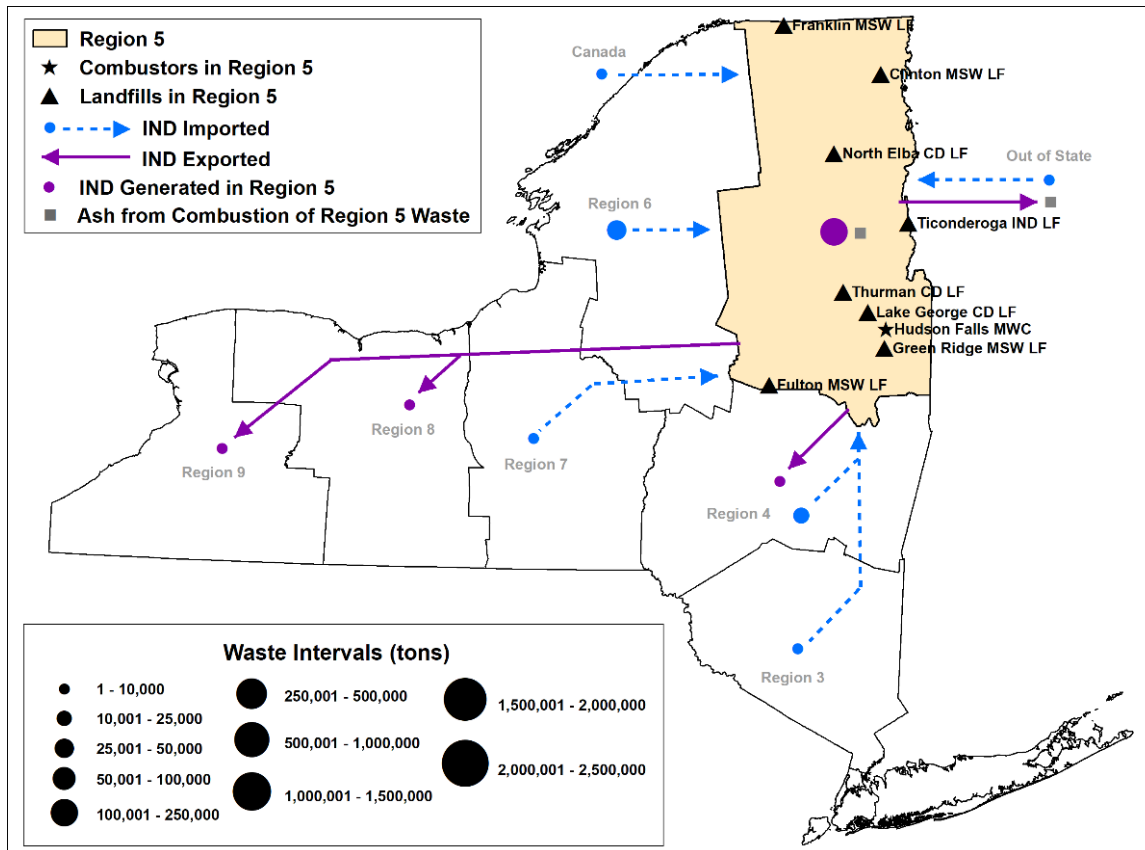 Region 5
Combustors in Region 5
Landfills in Region 5
IND Imported
IND Exported
IND Generated in Region 5
Ash from Combustion of Region 5 Waste
Franklin MSW LF
Canada
Clinton MSW LF
North Elba CD LF
Out of State
Region 6
Ticonderoga IND LF
Thurman CD LF
Lake George CD LF
Hudson Falls MWC
Green Ridge MSW LF
Fulton MSW LF
Region 8
Region 9
Region 7
Region 4
Region 3
Waste Intervals (tons)
1 - 10,000
10,001 - 25,000
25,001 - 50,000
50,001 - 100,000
100,001 - 250,000
250,001 - 500,000
500,001 - 1,000,000
1,000,001 - 1,500,000
1,500,001 - 2,000,000
2,000,001 - 2,500,000